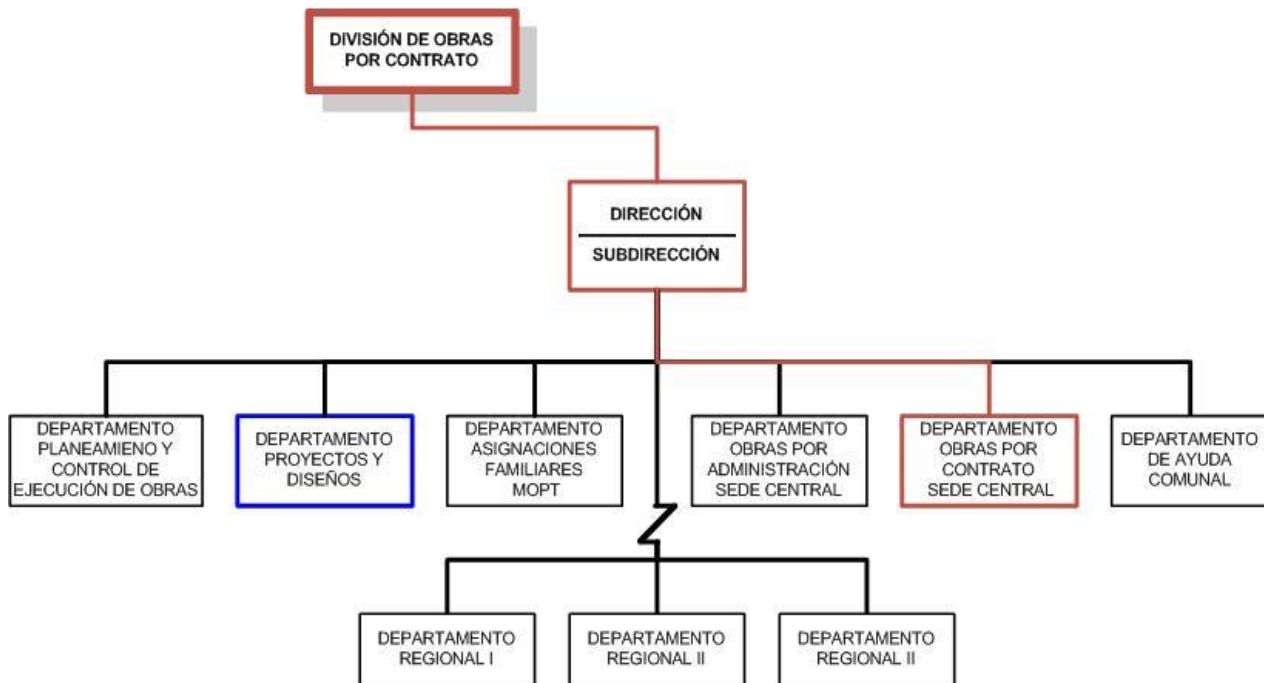 DIVISIÓN DE OBRAS
POR CONTRATO
DIRECCIÓN
SUBDIRECCIÓN
DEPARTAMENTO
PLANEAMIENO Y
CONTROL DE
EJECUCIÓN DE OBRAS
DEPARTAMENTO
PROYECTOS Y
DISEÑOS
DEPARTAMENTO
ASIGNACIONES
FAMILIARES
MOPT
DEPARTAMENTO
OBRAS POR
ADMINISTRACIÓN
SEDE CENTRAL
DEPARTAMENTO
OBRAS POR
CONTRATO
SEDE CENTRAL
DEPARTAMENTO
DE AYUDA
COMUNAL
DEPARTAMENTO
REGIONAL I
DEPARTAMENTO
REGIONAL II
DEPARTAMENTO
REGIONAL II